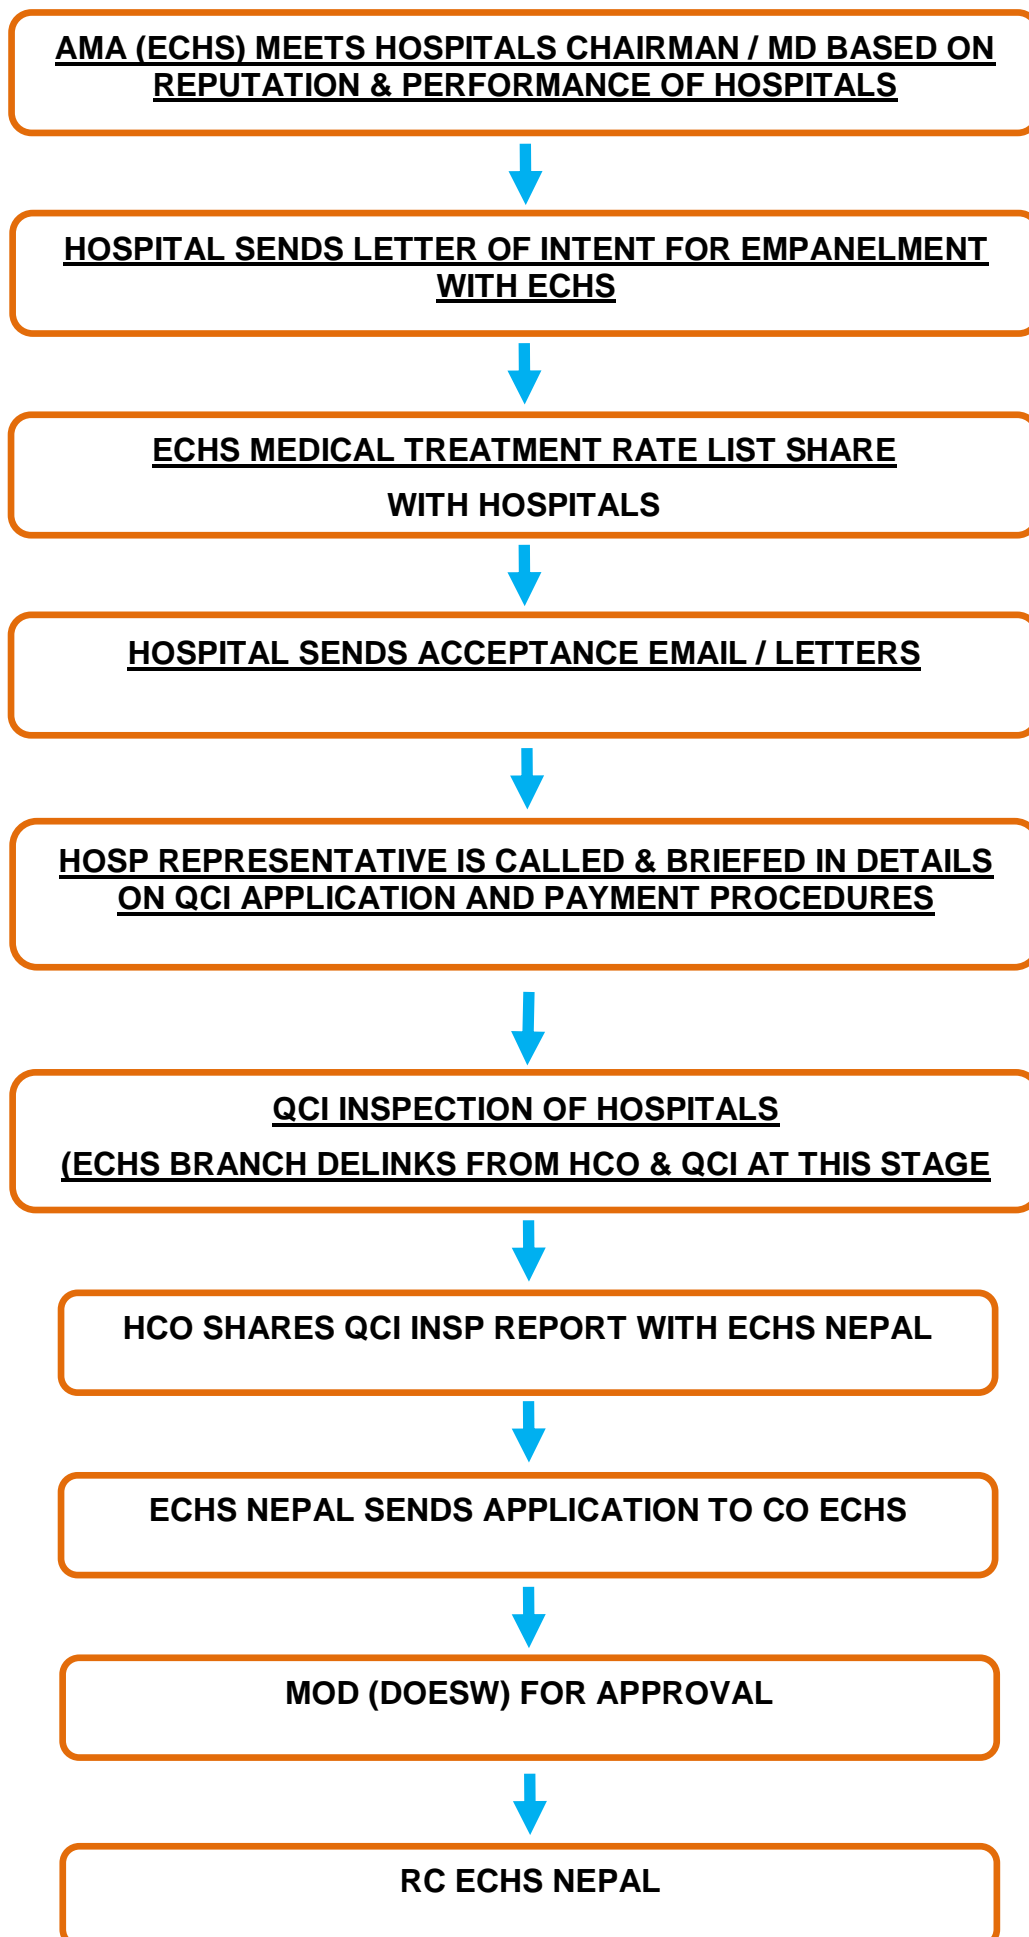 AMA (ECHS) MEETS HOSPITALS CHAIRMAN / MD BASED ON
REPUTATION & PERFORMANCE OF HOSPITALS
HOSPITAL SENDS LETTER OF INTENT FOR EMPANELMENT
WITH ECHS
ECHS MEDICAL TREATMENT RATE LIST SHARE
WITH HOSPITALS
HOSPITAL SENDS ACCEPTANCE EMAIL / LETTERS
HOSP REPRESENTATIVE IS CALLED & BRIEFED IN DETAILS
ON QCI APPLICATION AND PAYMENT PROCEDURES
QCI INSPECTION OF HOSPITALS
(ECHS BRANCH DELINKS FROM HCO & QCI AT THIS STAGE
HCO SHARES QCI INSP REPORT WITH ECHS NEPAL
ECHS NEPAL SENDS APPLICATION TO CO ECHS
MOD (DOESW) FOR APPROVAL
RC ECHS NEPAL